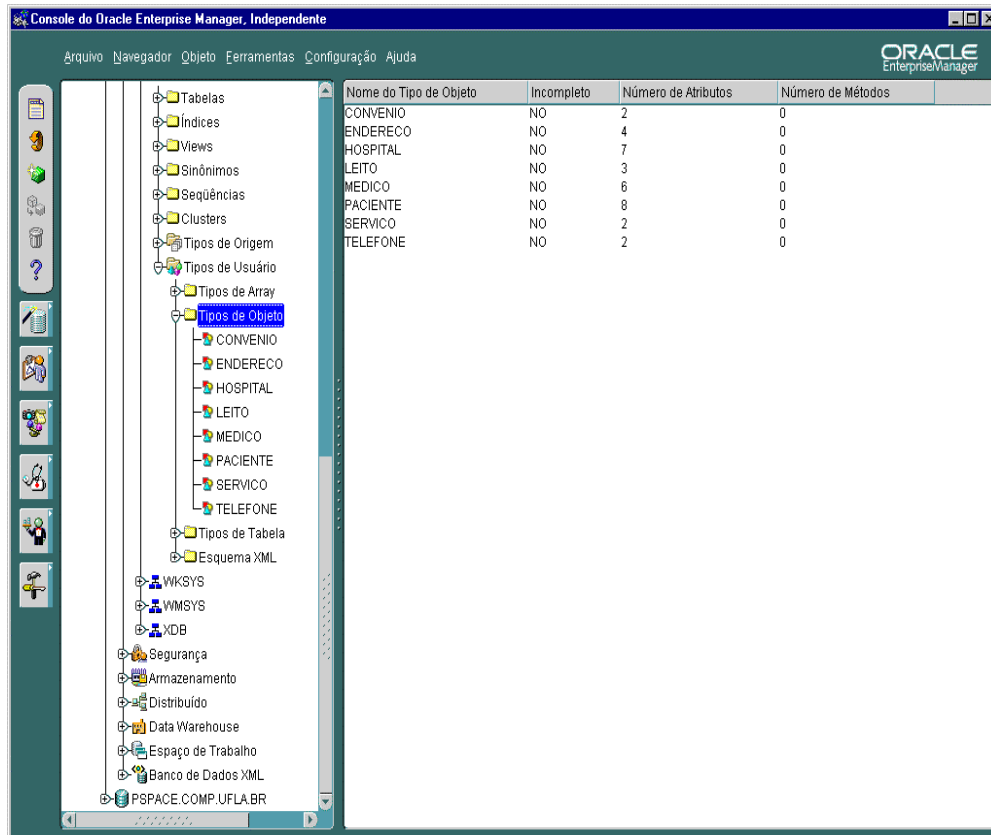 Console do Oracle Enterprise Manager, Independente
Arquivo Navegador Objeto Ferramentas Configuração Ajuda
ORACLE
EnterpriseManager
Tabelas
Índices
Views
Sinônimos
Seqüências
Clusters
Tipos de Origem
Tipos de Usuário
Tipos de Array
Tipos de Objeto
CONVENIO
ENDERECO
HOSPITAL
LEITO
MEDICO
PACIENTE
SERVICO
TELEFONE
Tipos de Tabela
Esquema XML
WKSYS
WMSYS
XDB
Segurança
Armazenamento
Distribuído
Data Warehouse
Espaço de Trabalho
Banco de Dados XML
PSPACE.COMP.UFLA.BR
Nome do Tipo de Objeto Incompleto Número de Atributos Número de Métodos
CONVENIO NO 2 0
ENDERECO NO 4 0
HOSPITAL NO 7 0
LEITO NO 3 0
MEDICO NO 6 0
PACIENTE NO 8 0
SERVICO NO 2 0
TELEFONE NO 2 0